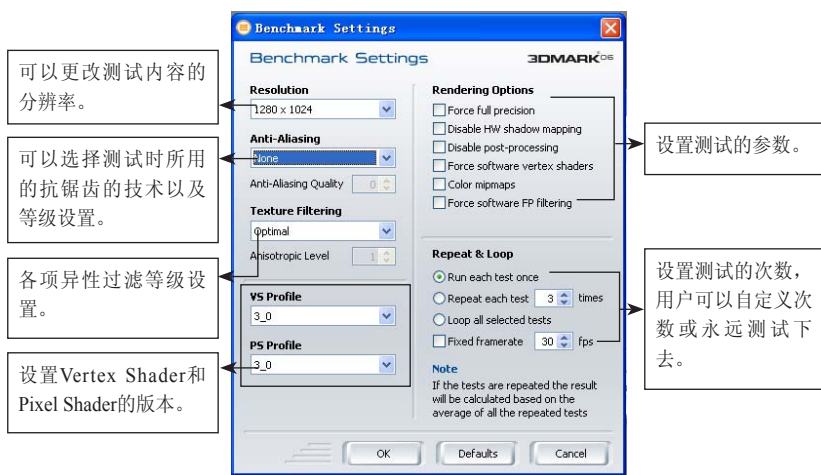 Benchmark Settings
Benchmark Settings
3DMARK06
可以更改测试内容的
分辨率。
可以选择测试时所用
的抗锯齿的技术以及
等级设置。
各项异性过滤等级设
置。
设置Vertex Shader和
Pixel Shader的版本。
Resolution
1280 x 1024
Anti-Aliasing
None
Anti-Aliasing Quality 0
Texture Filtering
Optimal
Anisotropic Level 1
VS Profile
3_0
PS Profile
3_0
Rendering Options
Force full precision
Disable HW shadow mapping
Disable post-processing
Force software vertex shaders
Color mipmaps
Force software FP filtering
Repeat & Loop
Run each test once
Repeat each test 3 times
Loop all selected tests
Fixed framerate 30 fps
Note
If the tests are repeated the result
will be calculated based on the
average of all the repeated tests
设置测试的参数。
设置测试的次数，
用户可以自定义次
数或永远测试下
去。
OK
Defaults
Cancel